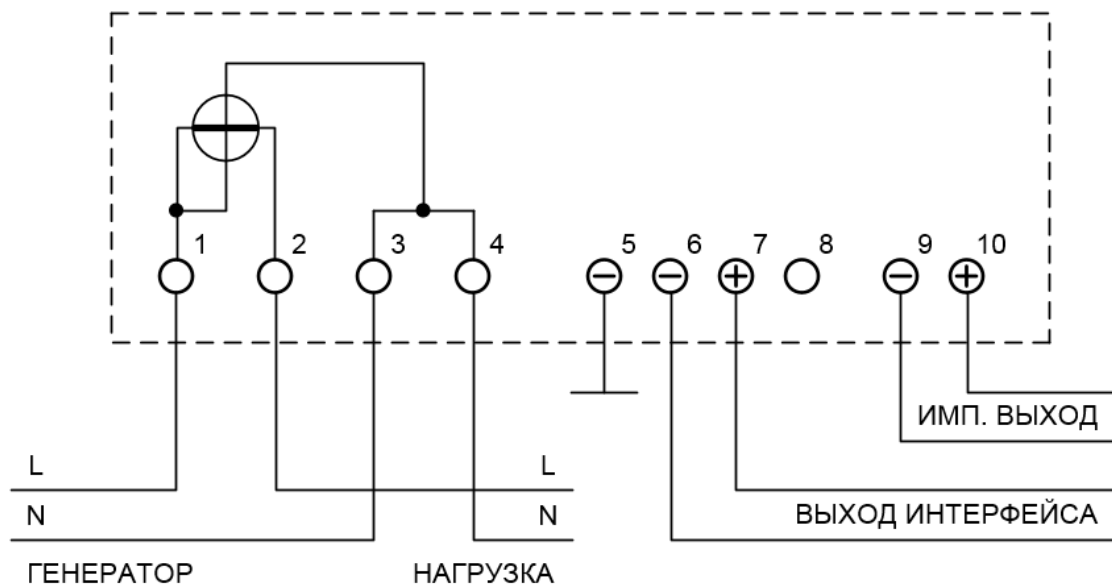 1 2 3 4 5 6 7 8 9 10
ИМП. ВЫХОД
L L
N N
ВЫХОД ИНТЕРФЕЙСА
ГЕНЕРАТОР НАГРУЗКА